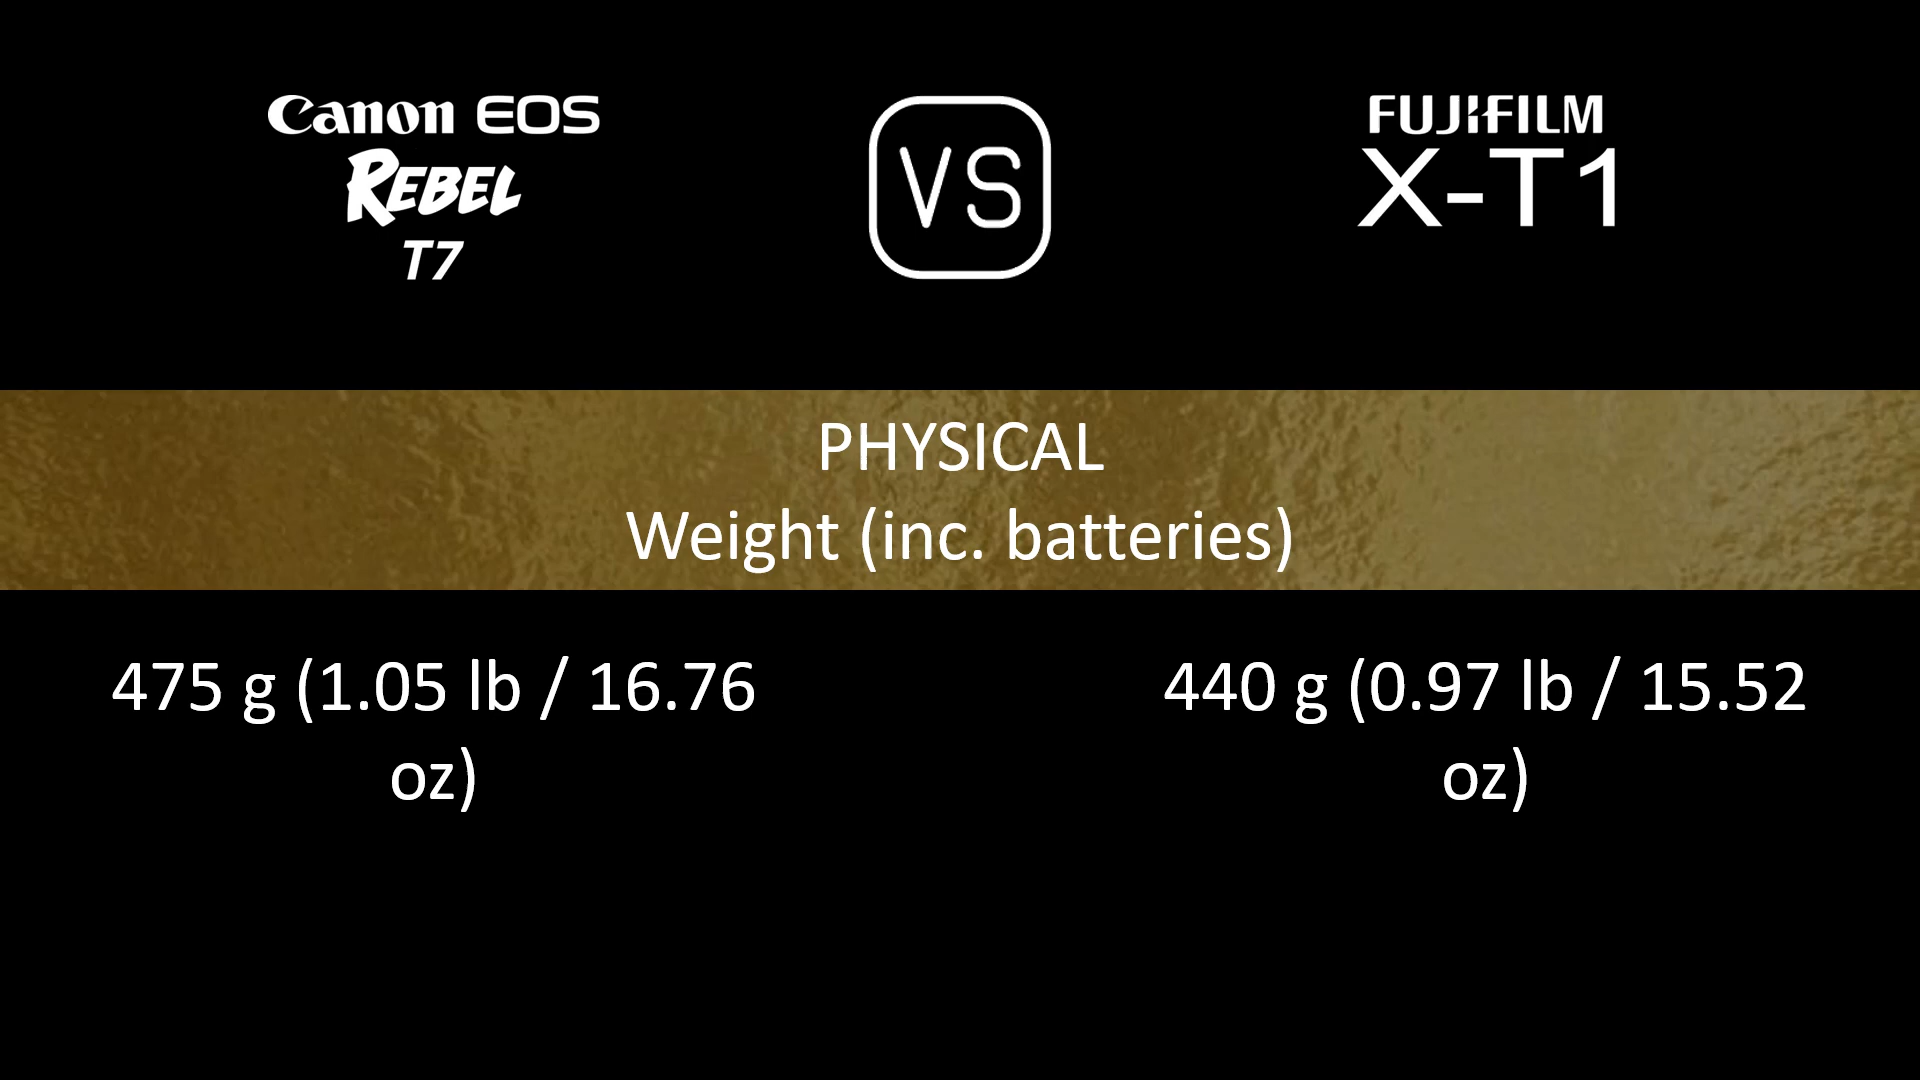 Canon EOS
REBEL
T7
VS
FUJIFILM
X-T1
PHYSICAL
Weight (inc. batteries)
475 g (1.05 lb / 16.76
oz)
440 g (0.97 lb / 15.52
oz)